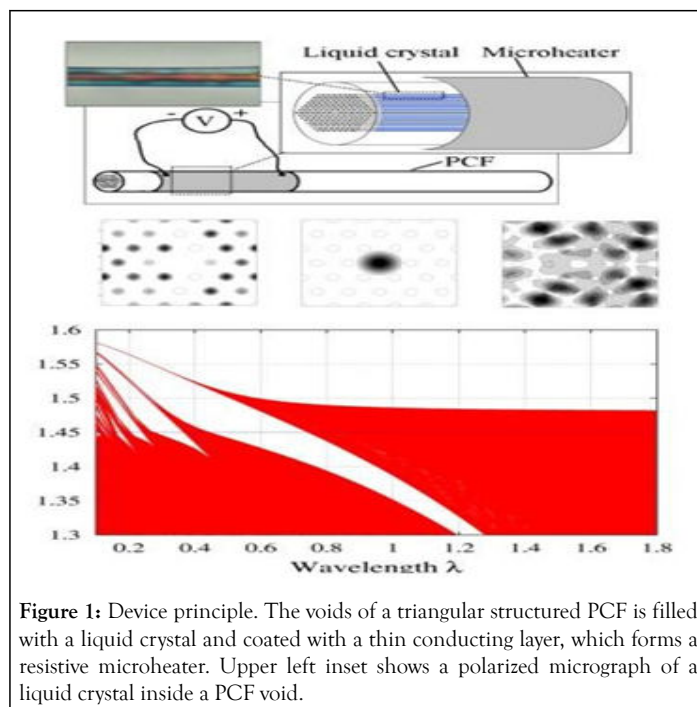 Liquid crystal Microheater
- V +
PCF
1.6
1.55
1.5
1.45
1.4
1.35
1.3
0.2 0.4 0.6 0.8 1 1.2 1.4 1.6 1.8
Wavelength λ
Figure 1: Device principle. The voids of a triangular structured PCF is filled
with a liquid crystal and coated with a thin conducting layer, which forms a
resistive microheater. Upper left inset shows a polarized micrograph of a
liquid crystal inside a PCF void.